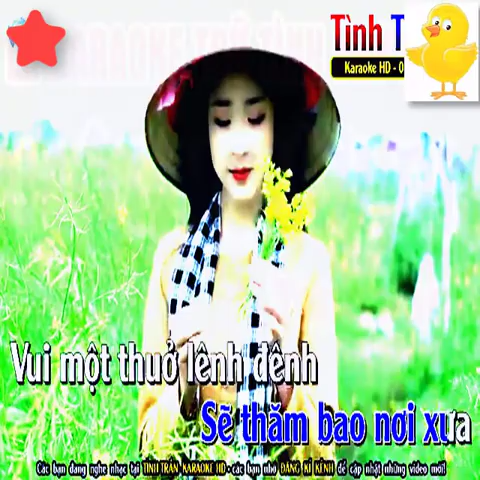 Tình T
Karaoke HD - 0
Vui một thuở lênh đênh
Sẽ thăm bao nơi xưa
Các bạn đang nghe nhạc tại TÌNH TRẦN KARAOKE HD - các bạn nhớ ĐĂNG KÍ KÊNH để cập nhật những video mới!